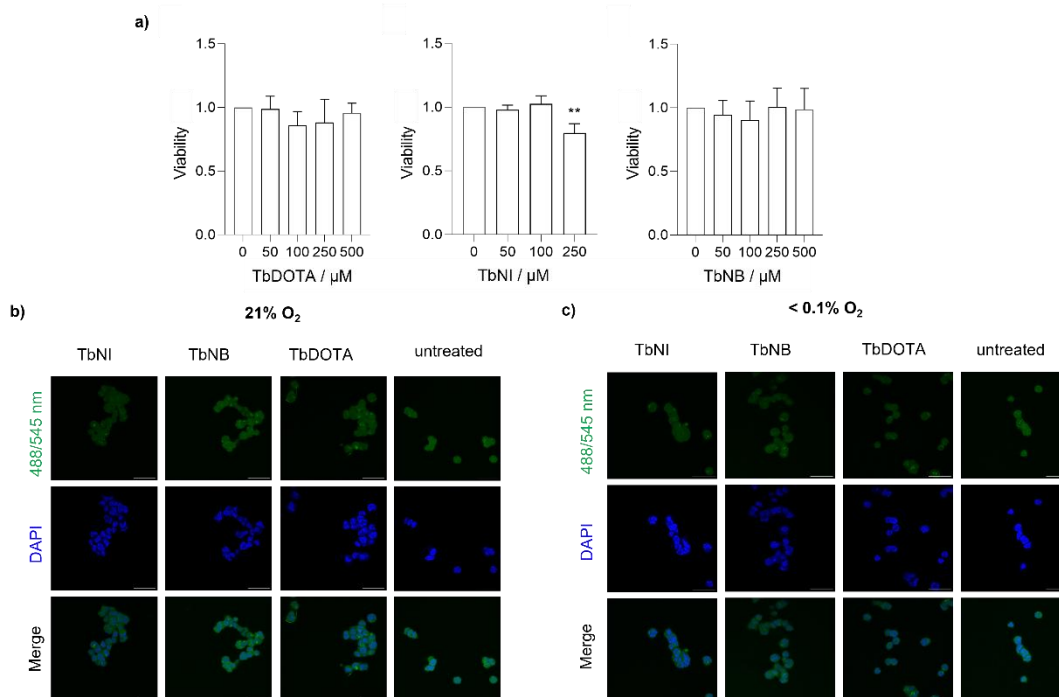 a)
1.5
1.0
0.5
0.0
Viability
0 50 100 250 500
TbDOTA / µM
1.5
1.0
0.5
0.0
Viability
**
0 50 100 250
TbNI / µM
1.5
1.0
0.5
0.0
Viability
0 50 100 250 500
TbNB / µM
b)
21% O₂
TbNI TbNB TbDOTA untreated
488/545 nm
DAPI
Merge
c)
< 0.1% O₂
TbNI TbNB TbDOTA untreated
488/545 nm
DAPI
Merge